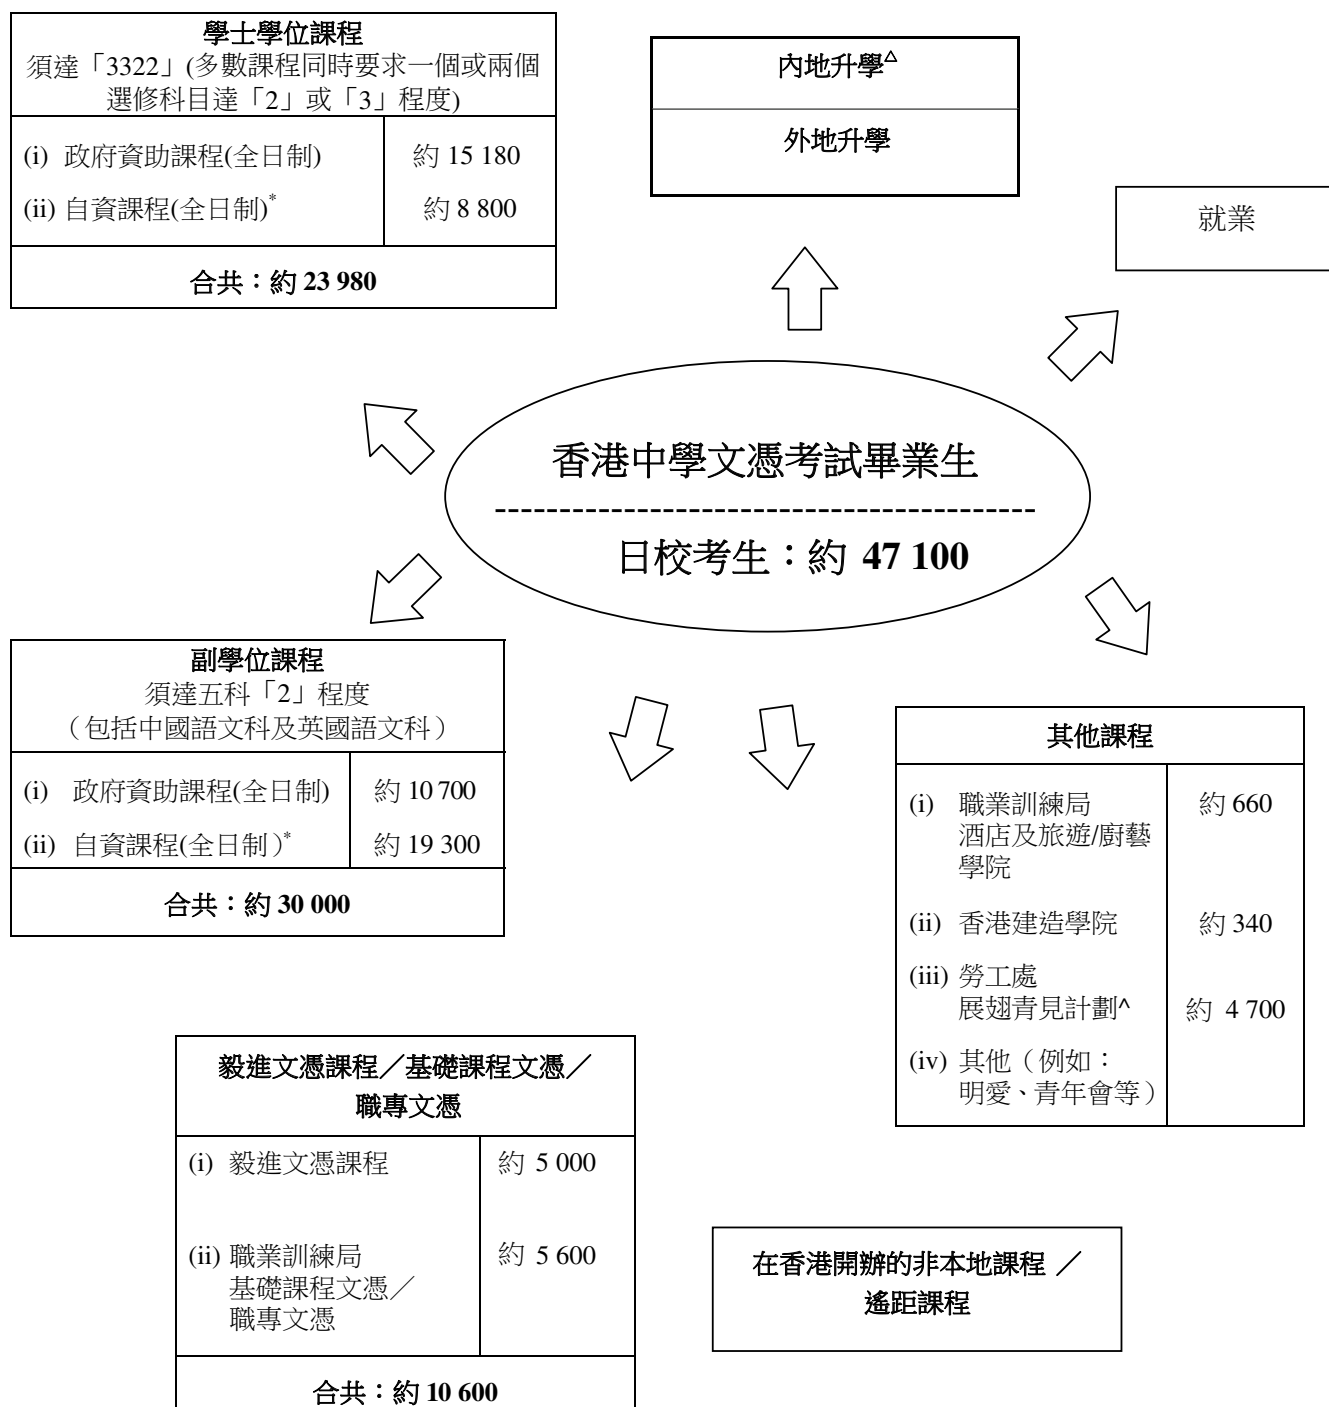 學士學位課程
須達「3322」(多數課程同時要求一個或兩個
選修科目達「2」或「3」程度)
(i) 政府資助課程(全日制) 約 15 180
(ii) 自資課程(全日制)* 約 8 800
合共：約 23 980
內地升學△
外地升學
就業
香港中學文憑考試畢業生
-----------------------------------------
日校考生：約 47 100
副學位課程
須達五科「2」程度
（包括中國語文科及英國語文科）
(i) 政府資助課程(全日制) 約 10 700
(ii) 自資課程(全日制）* 約 19 300
合共：約 30 000
其他課程
(i) 職業訓練局 約 660
酒店及旅遊/廚藝
學院
(ii) 香港建造學院 約 340
(iii) 勞工處
展翅青見計劃^ 約 4 700
(iv) 其他（例如：
明愛、青年會等）
毅進文憑課程／基礎課程文憑／
職專文憑
(i) 毅進文憑課程 約 5 000
(ii) 職業訓練局 約 5 600
基礎課程文憑／
職專文憑
合共：約 10 600
在香港開辦的非本地課程 ／
遙距課程